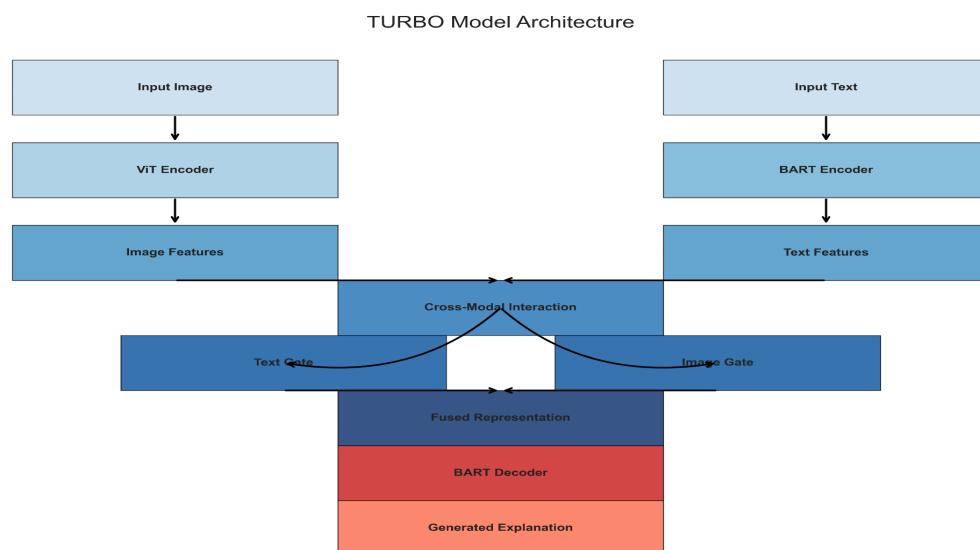 TURBO Model Architecture
Input Image
Input Text
ViT Encoder
BART Encoder
Image Features
Text Features
Cross-Modal Interaction
Text Gate
Image Gate
Fused Representation
BART Decoder
Generated Explanation